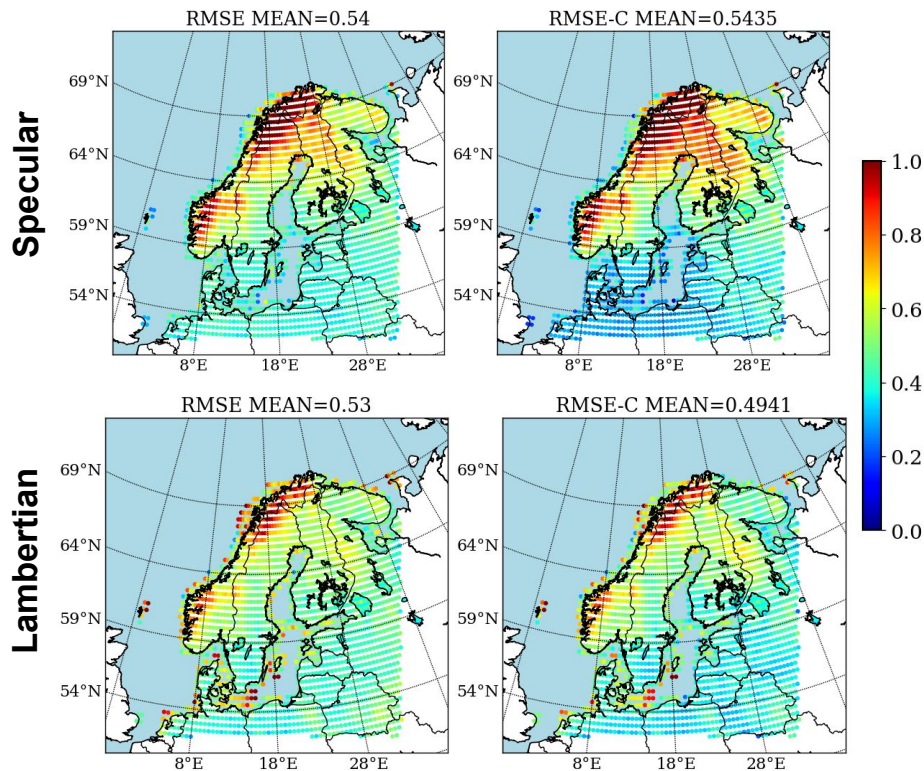 RMSE MEAN=0.54
RMSE-C MEAN=0.5435
Specular
69°N
64°N
59°N
54°N
8°E
18°E
28°E
69°N
64°N
59°N
54°N
8°E
18°E
28°E
1.0
0.8
0.6
0.4
0.2
0.0
RMSE MEAN=0.53
RMSE-C MEAN=0.4941
Lambertian
69°N
64°N
59°N
54°N
8°E
18°E
28°E
69°N
64°N
59°N
54°N
8°E
18°E
28°E